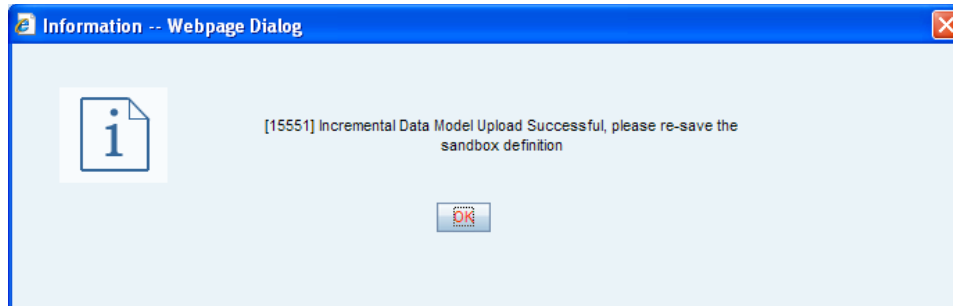 Information -- Webpage Dialog
[15551] Incremental Data Model Upload Successful, please re-save the
sandbox definition
OK